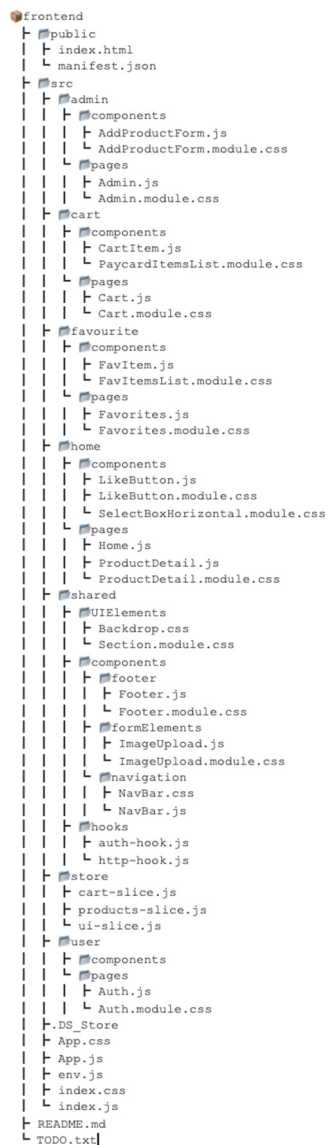 frontend
public
index.html
manifest.json
src
admin
components
AddProductForm.js
AddProductForm.module.css
pages
Admin.js
Admin.module.css
cart
components
CartItem.js
PaycardItemsList.module.css
pages
Cart.js
Cart.module.css
favourite
components
FavItem.js
FavItemsList.module.css
pages
Favorites.js
Favorites.module.css
home
components
LikeButton.js
LikeButton.module.css
SelectBoxHorizontal.module.css
pages
Home.js
ProductDetail.js
ProductDetail.module.css
shared
UIElements
Backdrop.css
Section.module.css
components
footer
Footer.js
Footer.module.css
formElements
ImageUpload.js
ImageUpload.module.css
navigation
NavBar.css
NavBar.js
hooks
auth-hook.js
http-hook.js
store
cart-slice.js
products-slice.js
ui-slice.js
user
components
pages
Auth.js
Auth.module.css
.DS_Store
App.css
App.js
env.js
index.css
index.js
README.md
TODO.txt